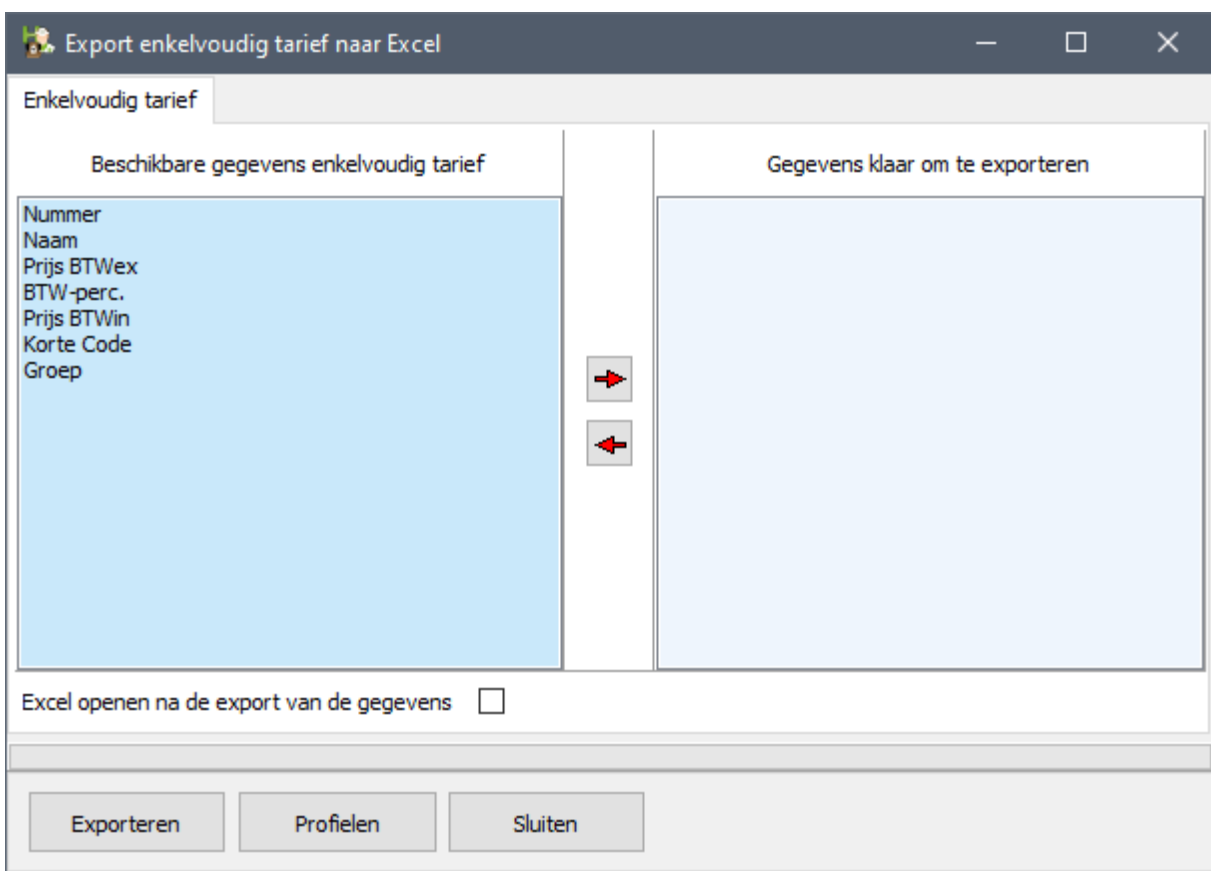 Export enkelvoudig tarief naar Excel
Enkelvoudig tarief
Beschikbare gegevens enkelvoudig tarief
Gegevens klaar om te exporteren
Nummer
Naam
Prijs BTWex
BTW-perc.
Prijs BTWin
Korte Code
Groep
Excel openen na de export van de gegevens
Exporteren
Profielen
Sluiten